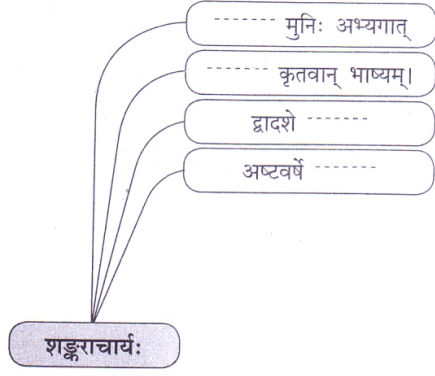 ------- मुनिः अभ्यगात्
------- कृतवान् भाष्यम्।
द्वादशे -------
अष्टवर्षे -------
शङ्कराचार्यः